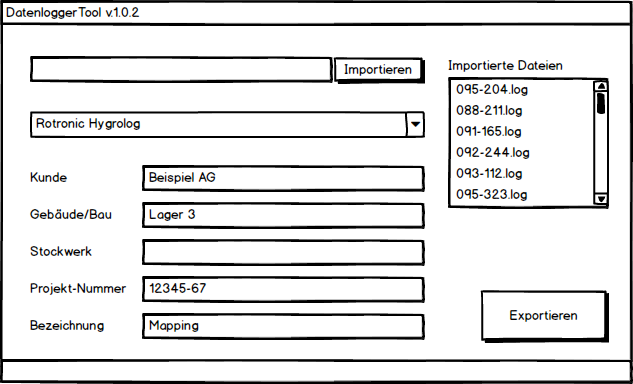 DatenloggerTool v.1.0.2
Importieren
Rotronic Hygrolog
Kunde
Beispiel AG
Gebäude/Bau
Lager 3
Stockwerk
Projekt-Nummer
12345-67
Bezeichnung
Mapping
Importierte Dateien
095-204.log
088-211.log
091-165.log
092-244.log
093-112.log
095-323.log
Exportieren